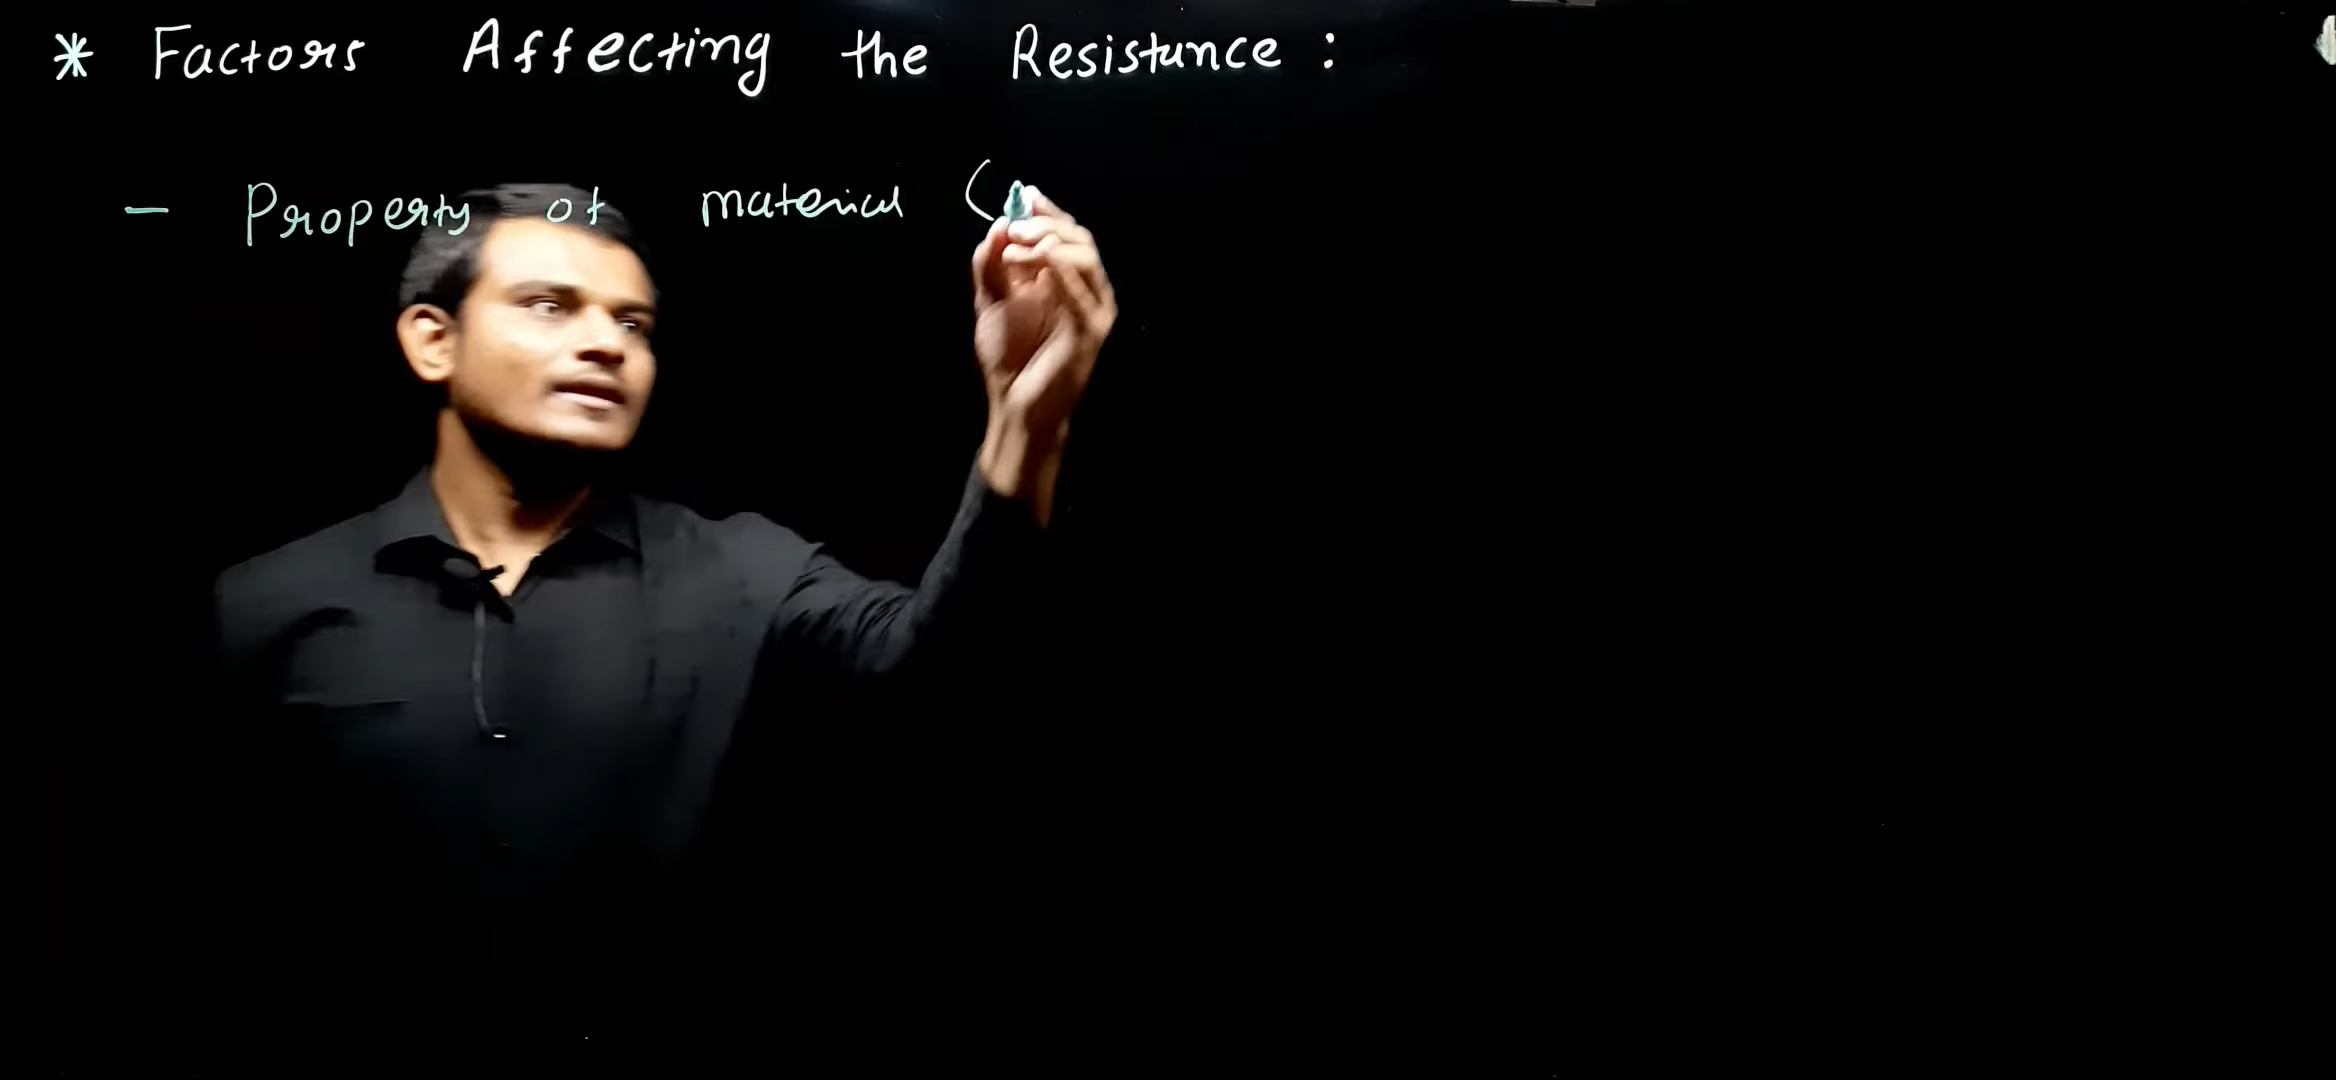 * Factors Affecting the Resistance :
- Property of material (